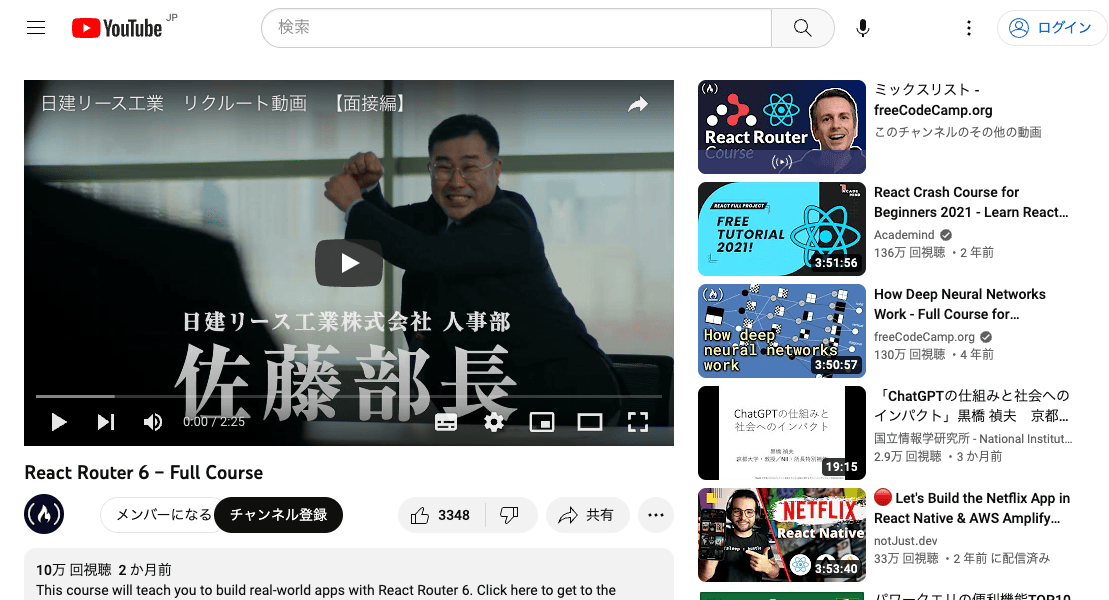 YouTube JP
検索
ログイン
日建リース工業　リクルート動画　【面接編】
日建リース工業株式会社 人事部
佐藤部長
0:00 / 2:25
React Router 6 – Full Course
メンバーになる
チャンネル登録
3348
共有
10万 回視聴 2 か月前
This course will teach you to build real-world apps with React Router 6. Click here to get to the
React Router
Course
ミックスリスト -
freeCodeCamp.org
このチャンネルのその他の動画
REACT FULL PROJECT
FREE
TUTORIAL
2021!
3:51:56
React Crash Course for
Beginners 2021 - Learn React...
Academind
136万 回視聴 ・2 年前
How deep
neural networks
work
3:50:57
How Deep Neural Networks
Work - Full Course for...
freeCodeCamp.org
130万 回視聴 ・4 年前
ChatGPTの仕組みと
社会へのインパクト
黒橋 禎夫
19:15
「ChatGPTの仕組みと社会への
インパクト」黒橋 禎夫　京都...
国立情報学研究所 - National Institut...
2.9万 回視聴 ・3 か月前
NETFLIX
React Native
3:53:40
🔴 Let's Build the Netflix App in
React Native & AWS Amplify...
notJust.dev
33万 回視聴 ・2 年前 に配信済み
パワークエリの便利機能TOP10